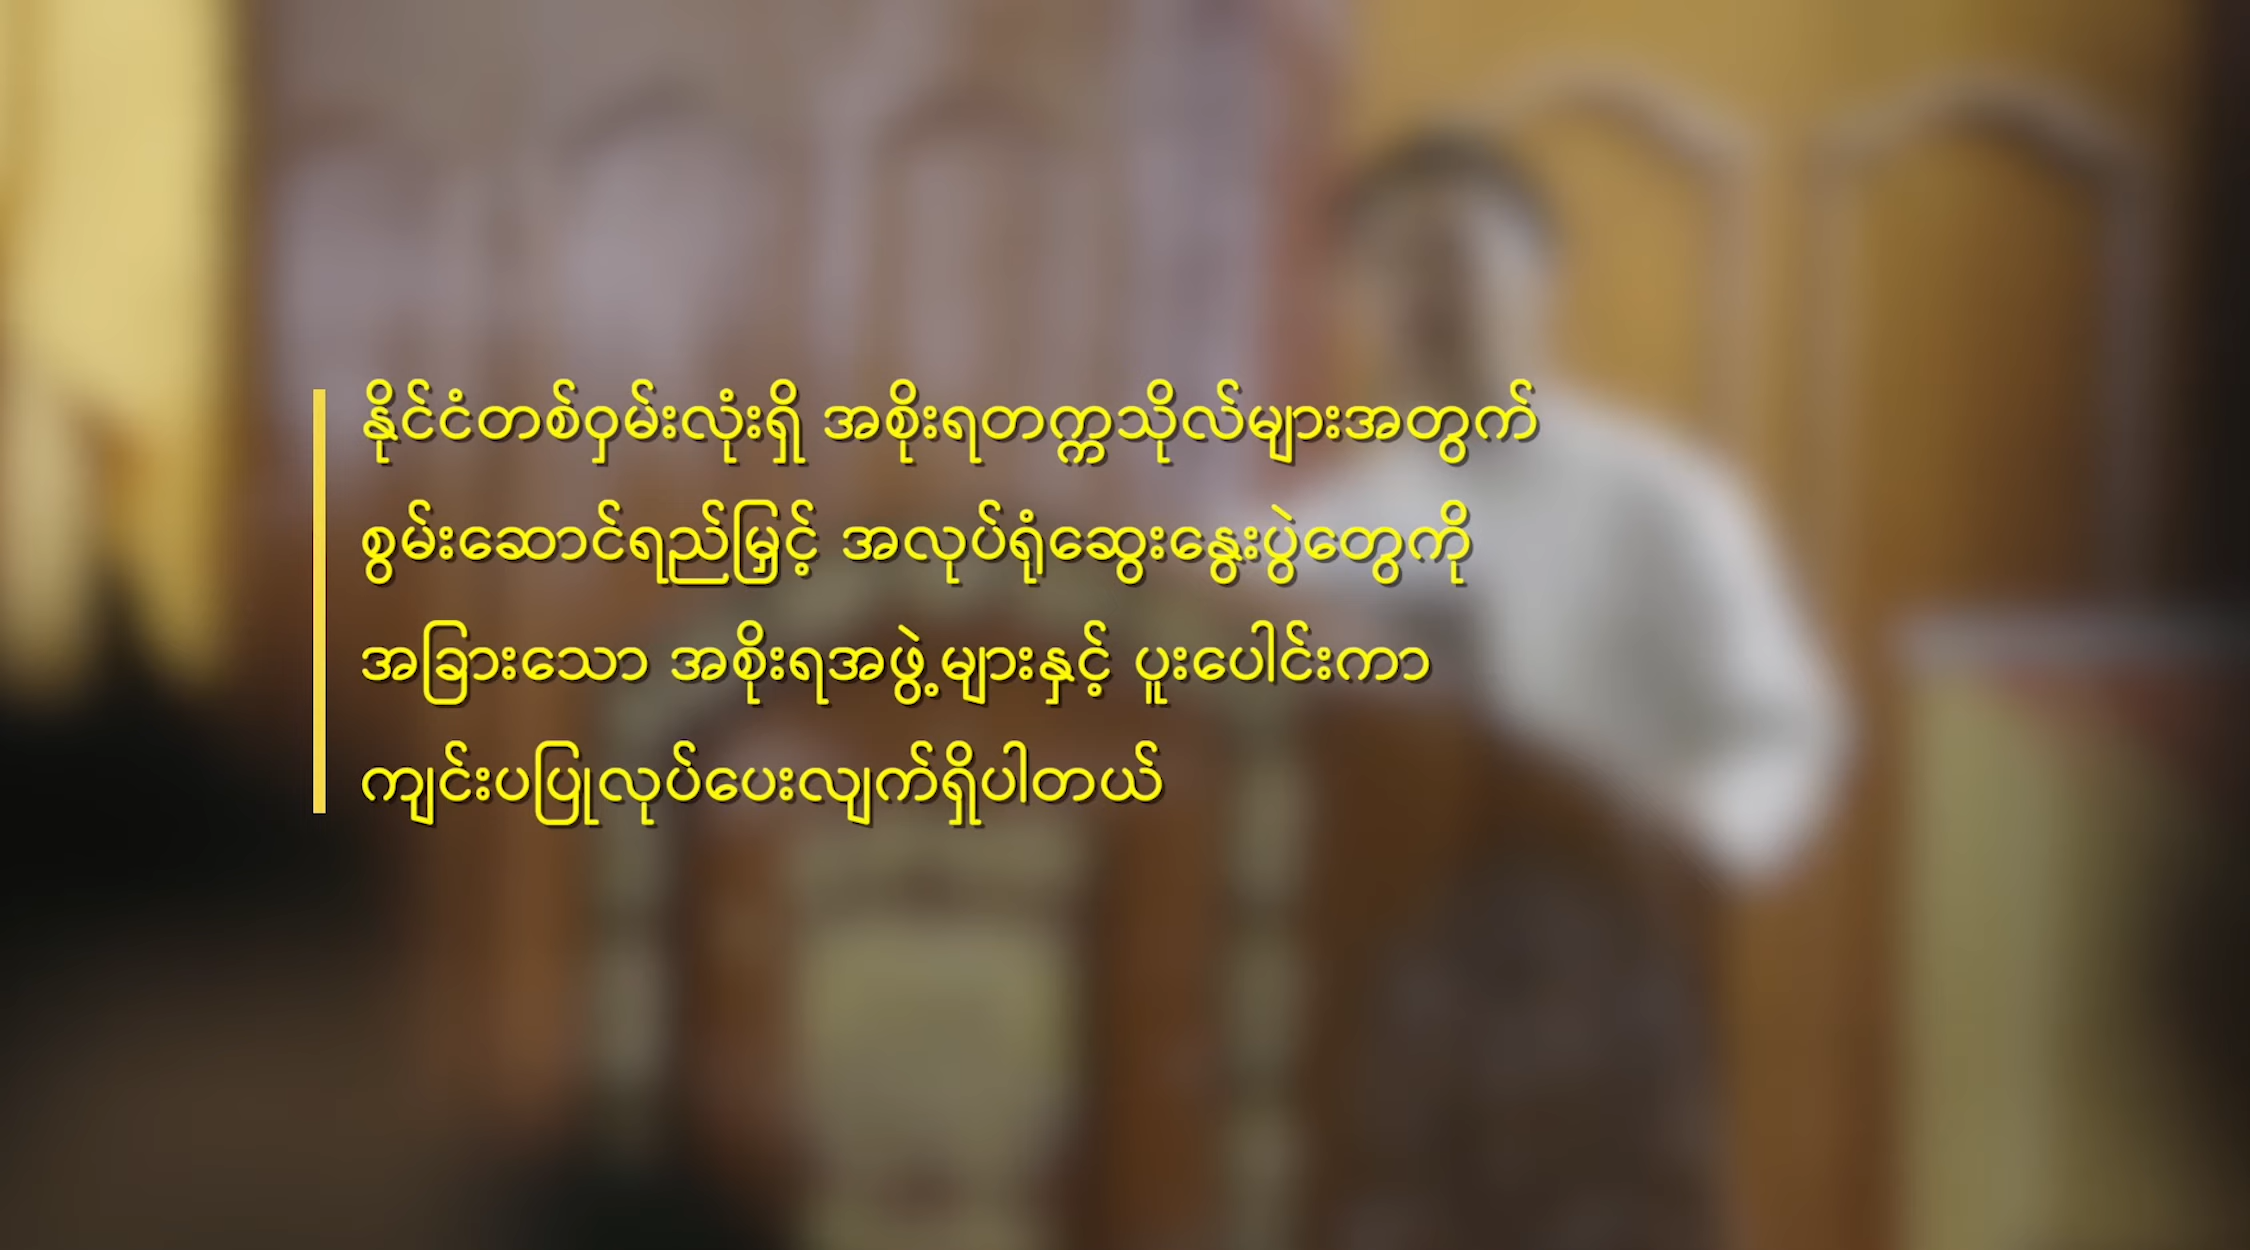 နိုင်ငံတစ်ဝှမ်းလုံးရှိ အစိုးရတက္ကသိုလ်များအတွက်
စွမ်းဆောင်ရည်မြှင့် အလုပ်ရုံဆွေးနွေးပွဲတွေကို
အခြားသော အစိုးရအဖွဲ့များနှင့် ပူးပေါင်းကာ
ကျင်းပပြုလုပ်ပေးလျက်ရှိပါတယ်